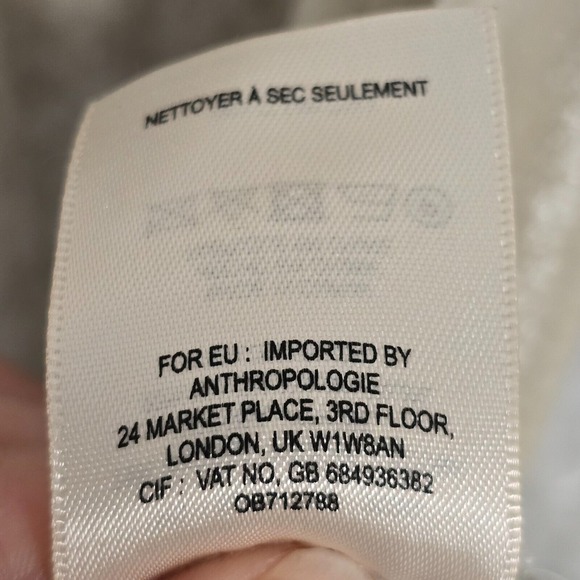 NETTOYER À SEC SEULEMENT
FOR EU : IMPORTED BY
ANTHROPOLOGIE
24 MARKET PLACE, 3RD FLOOR,
LONDON, UK W1W8AN
CIF : VAT NO, GB 684936382
OB712788